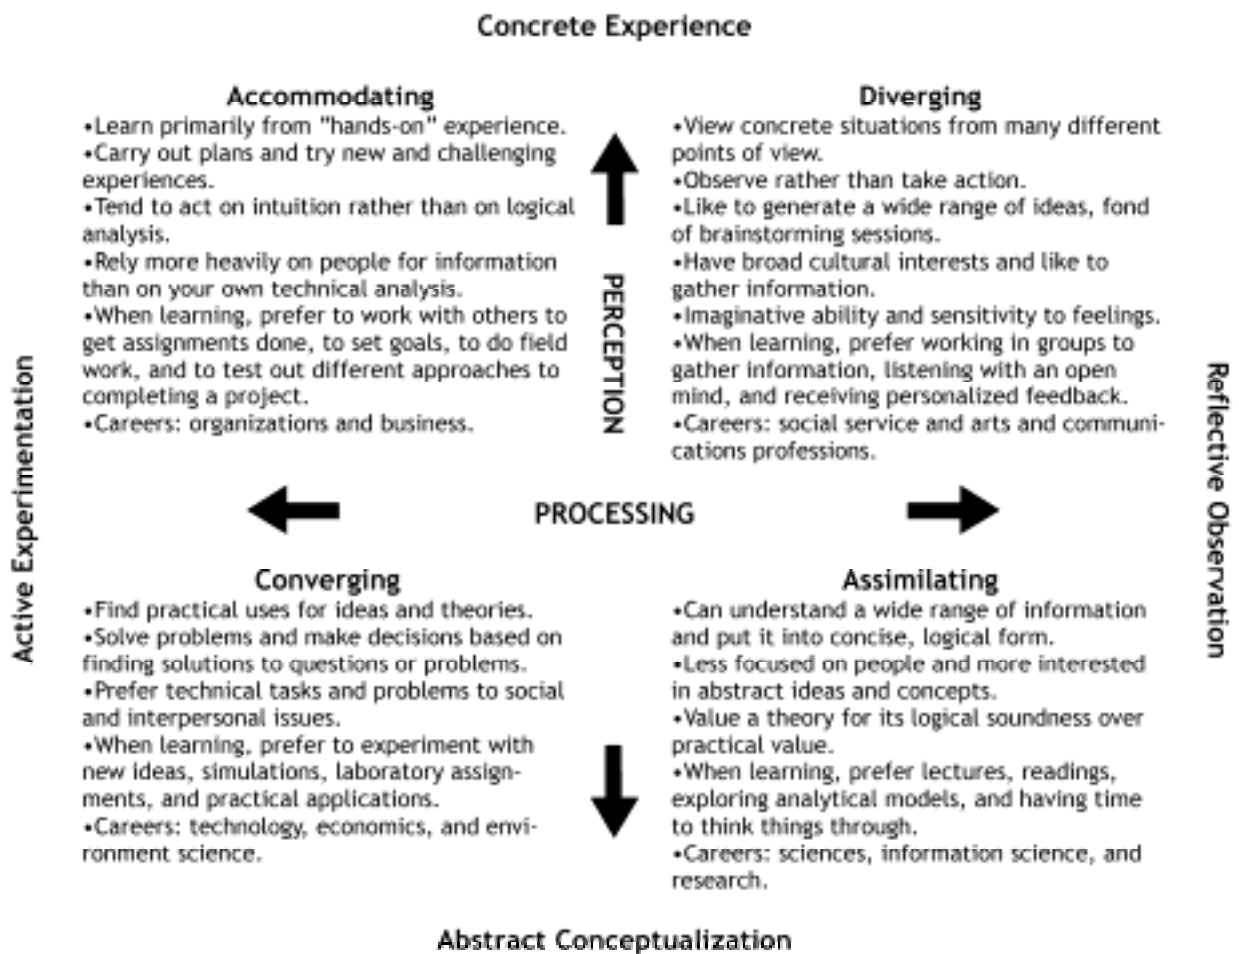 Concrete Experience
Accommodating
•Learn primarily from "hands-on" experience.
•Carry out plans and try new and challenging
experiences.
•Tend to act on intuition rather than on logical
analysis.
•Rely more heavily on people for information
than on your own technical analysis.
•When learning, prefer to work with others to
get assignments done, to set goals, to do field
work, and to test out different approaches to
completing a project.
•Careers: organizations and business.
Diverging
•View concrete situations from many different
points of view.
•Observe rather than take action.
•Like to generate a wide range of ideas, fond
of brainstorming sessions.
•Have broad cultural interests and like to
gather information.
•Imaginative ability and sensitivity to feelings.
•When learning, prefer working in groups to
gather information, listening with an open
mind, and receiving personalized feedback.
•Careers: social service and arts and communi-
cations professions.
PERCEPTION
Active Experimentation
PROCESSING
Reflective Observation
Converging
•Find practical uses for ideas and theories.
•Solve problems and make decisions based on
finding solutions to questions or problems.
•Prefer technical tasks and problems to social
and interpersonal issues.
•When learning, prefer to experiment with
new ideas, simulations, laboratory assign-
ments, and practical applications.
•Careers: technology, economics, and envi-
ronment science.
Assimilating
•Can understand a wide range of information
and put it into concise, logical form.
•Less focused on people and more interested
in abstract ideas and concepts.
•Value a theory for its logical soundness over
practical value.
•When learning, prefer lectures, readings,
exploring analytical models, and having time
to think things through.
•Careers: sciences, information science, and
research.
Abstract Conceptualization